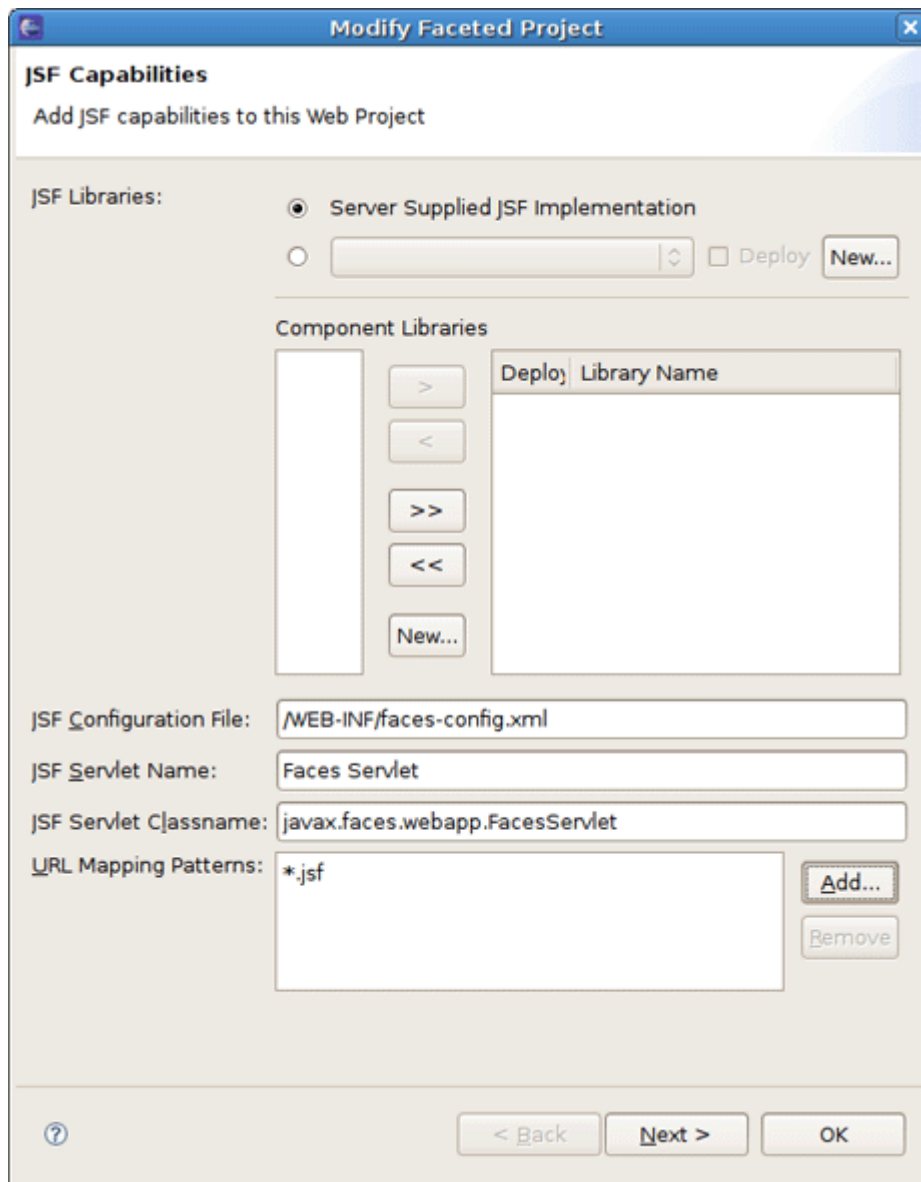 Modify Faceted Project
JSF Capabilities
Add JSF capabilities to this Web Project
JSF Libraries:
Server Supplied JSF Implementation
Deploy New...
Component Libraries
> Deploy Library Name
<
>>
<<
New...
JSF Configuration File: /WEB-INF/faces-config.xml
JSF Servlet Name: Faces Servlet
JSF Servlet Classname: javax.faces.webapp.FacesServlet
URL Mapping Patterns: *.jsf Add...
Remove
< Back Next > OK